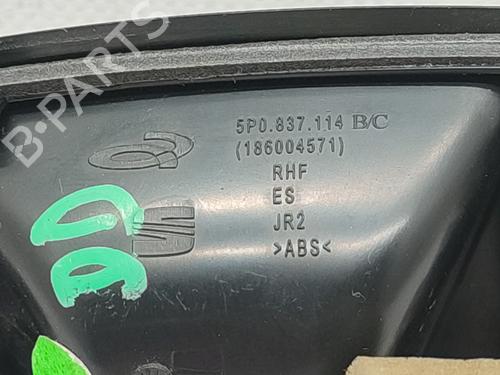 B-PARTS
5P0.837.114 B/C
(186004571)
RHF
ES
JR2
>ABS<